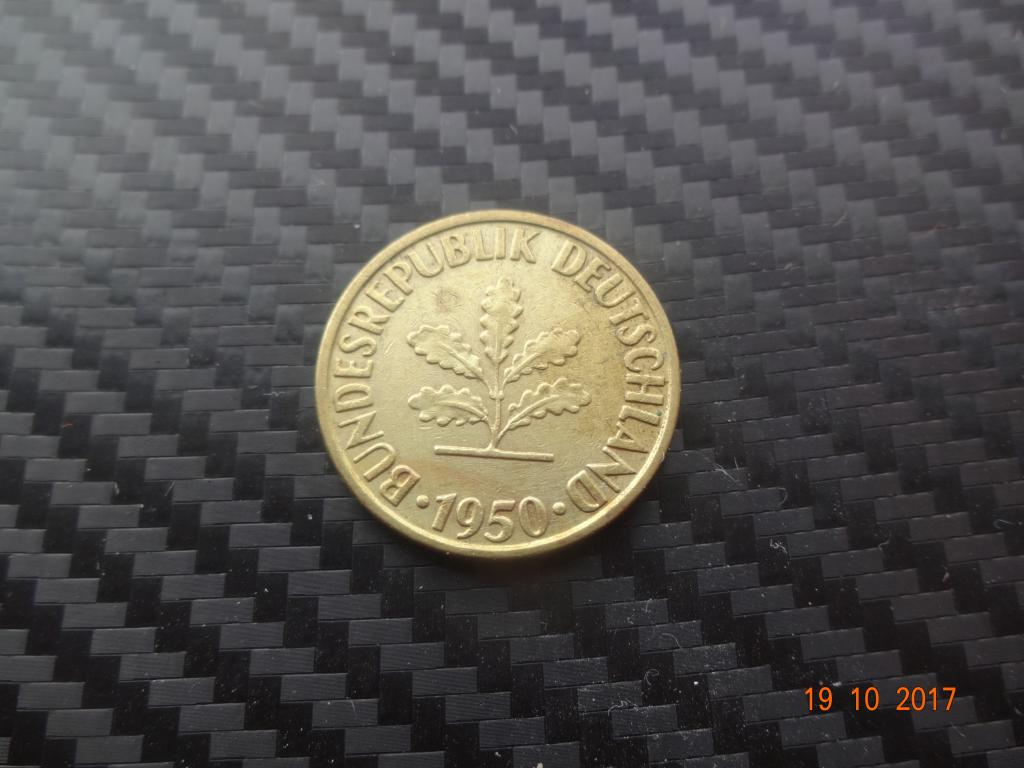 BUNDESREPUBLIK DEUTSCHLAND
· 1950 ·
19 10 2017